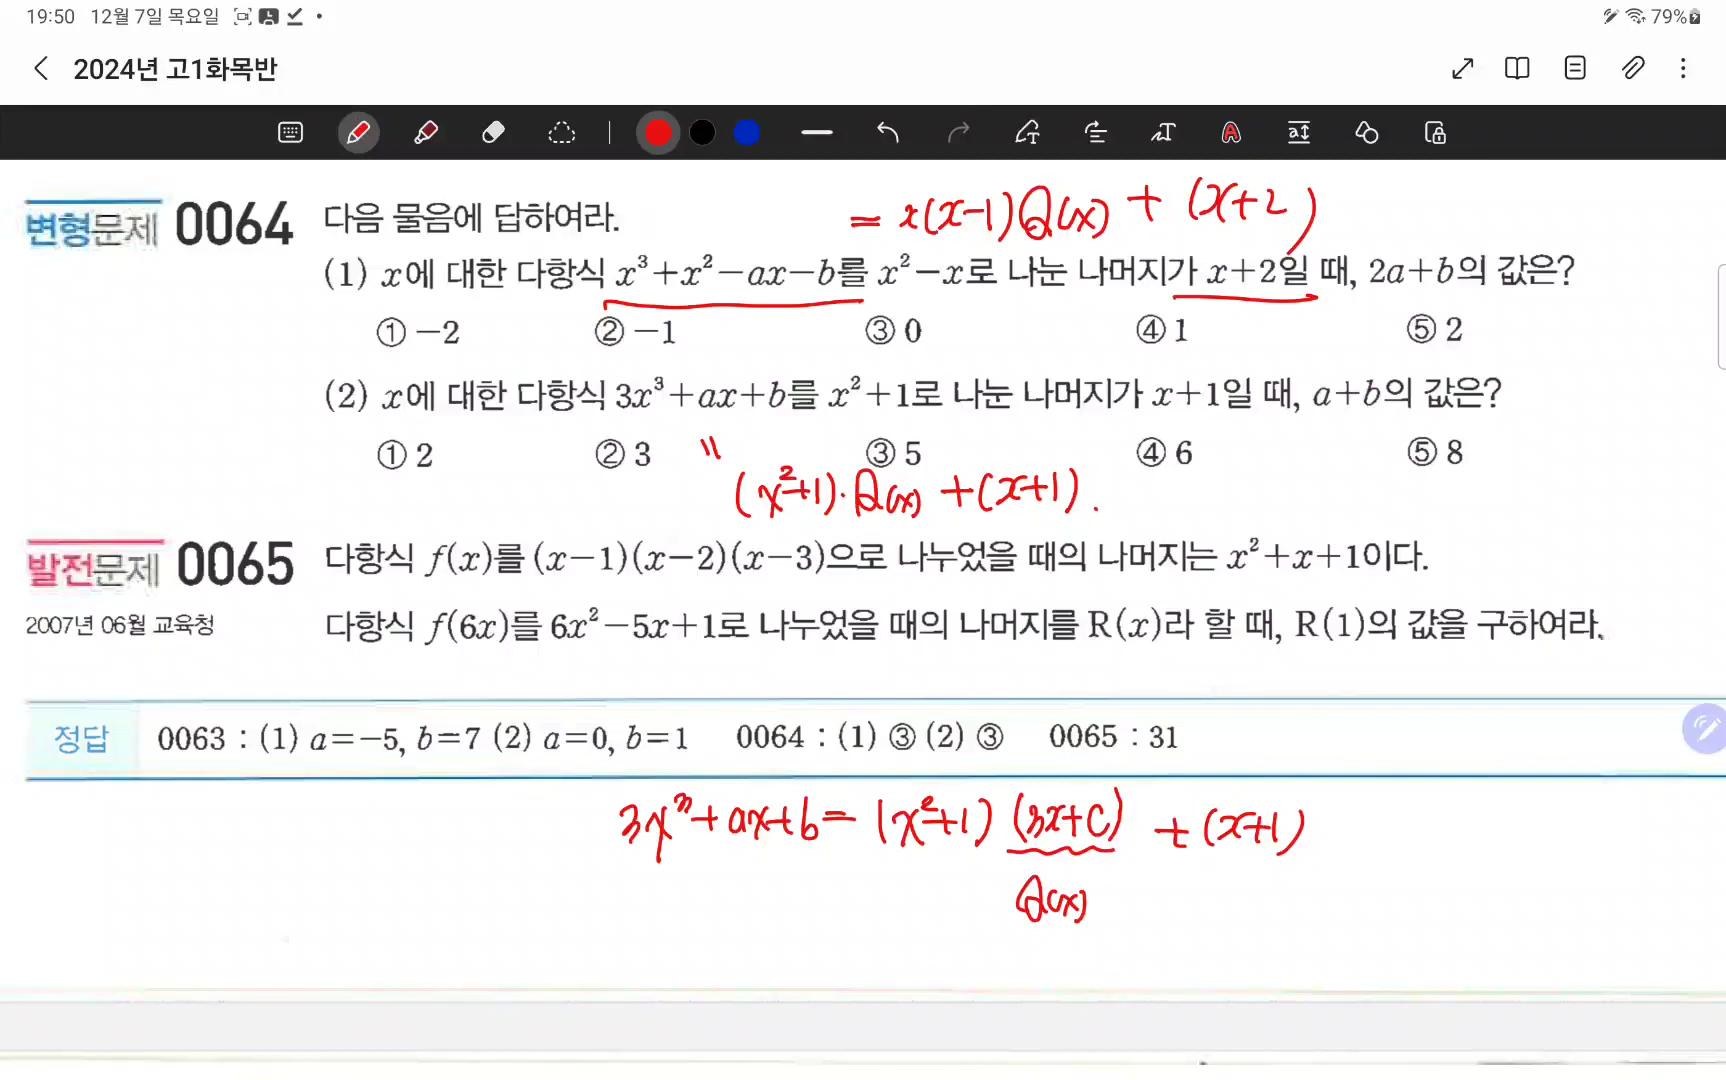 19:50 12월 7일 목요일
79%
2024년 고1화목반
변형문제 0064 다음 물음에 답하여라.
= x(x-1)Q(x) + (x+2)
(1) x에 대한 다항식 x³+x²-ax-b를 x²-x로 나눈 나머지가 x+2일 때, 2a+b의 값은?
① -2 ② -1 ③ 0 ④ 1 ⑤ 2
(2) x에 대한 다항식 3x³+ax+b를 x²+1로 나눈 나머지가 x+1일 때, a+b의 값은?
① 2 ② 3 ③ 5 ④ 6 ⑤ 8
(x²+1)·Q(x) +(x+1).
발전문제 0065 다항식 f(x)를 (x-1)(x-2)(x-3)으로 나누었을 때의 나머지는 x²+x+1이다.
2007년 06월 교육청 다항식 f(6x)를 6x²-5x+1로 나누었을 때의 나머지를 R(x)라 할 때, R(1)의 값을 구하여라.
정답 0063 : (1) a=-5, b=7 (2) a=0, b=1 0064 : (1) ③ (2) ③ 0065 : 31
3x³+ax+b = (x²+1)(3x+c) + (x+1)
Q(x)